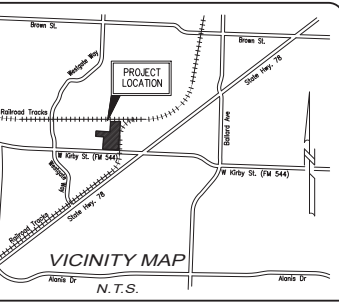 Brown St.
Westgate Way
Brown St.
State Hwy. 78
PROJECT
LOCATION
Railroad Tracks
Ballard Ave
W Kirby St. (FM 544)
W Kirby St. (FM 544)
Westgate
Way
State Hwy. 78
Railroad Tracks
VICINITY MAP
Alanis Dr
Alanis Dr
N.T.S.